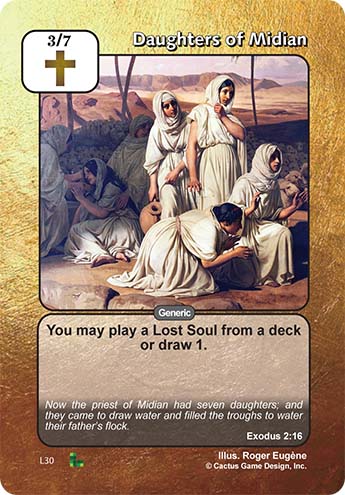 3/7
Daughters of Midian
Generic
You may play a Lost Soul from a deck
or draw 1.
Now the priest of Midian had seven daughters; and
they came to draw water and filled the troughs to water
their father's flock.
Exodus 2:16
L30
Illus. Roger Eugène
© Cactus Game Design, Inc.